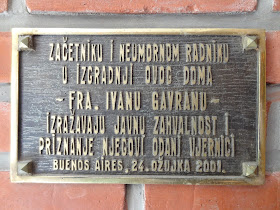 ZAČETNIKU I NEUMORNOM RADNIKU
U IZGRADNJI OVOG DOMA
-FRA. IVANU GAVRANU-
IZRAŽAVAJU JAVNU ZAHVALNOST I
PRIZNANJE NJEGOVI ODANI VJERNICI
BUENOS AIRES, 24. OŽUJKA 2001.